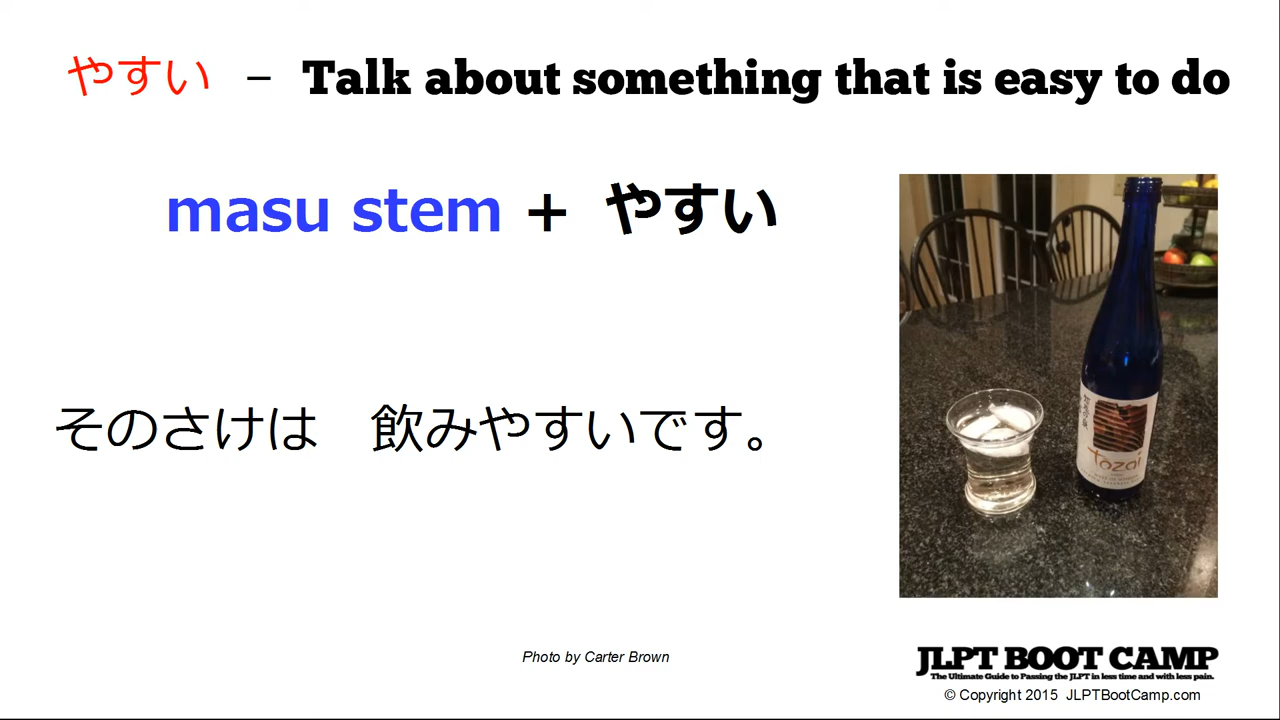 やすい － Talk about something that is easy to do
masu stem + やすい
そのさけは　飲みやすいです。
tozai
Photo by Carter Brown
JLPT BOOT CAMP
The Ultimate Guide to Passing the JLPT in less time and with less pain.
© Copyright 2015 JLPTBootCamp.com